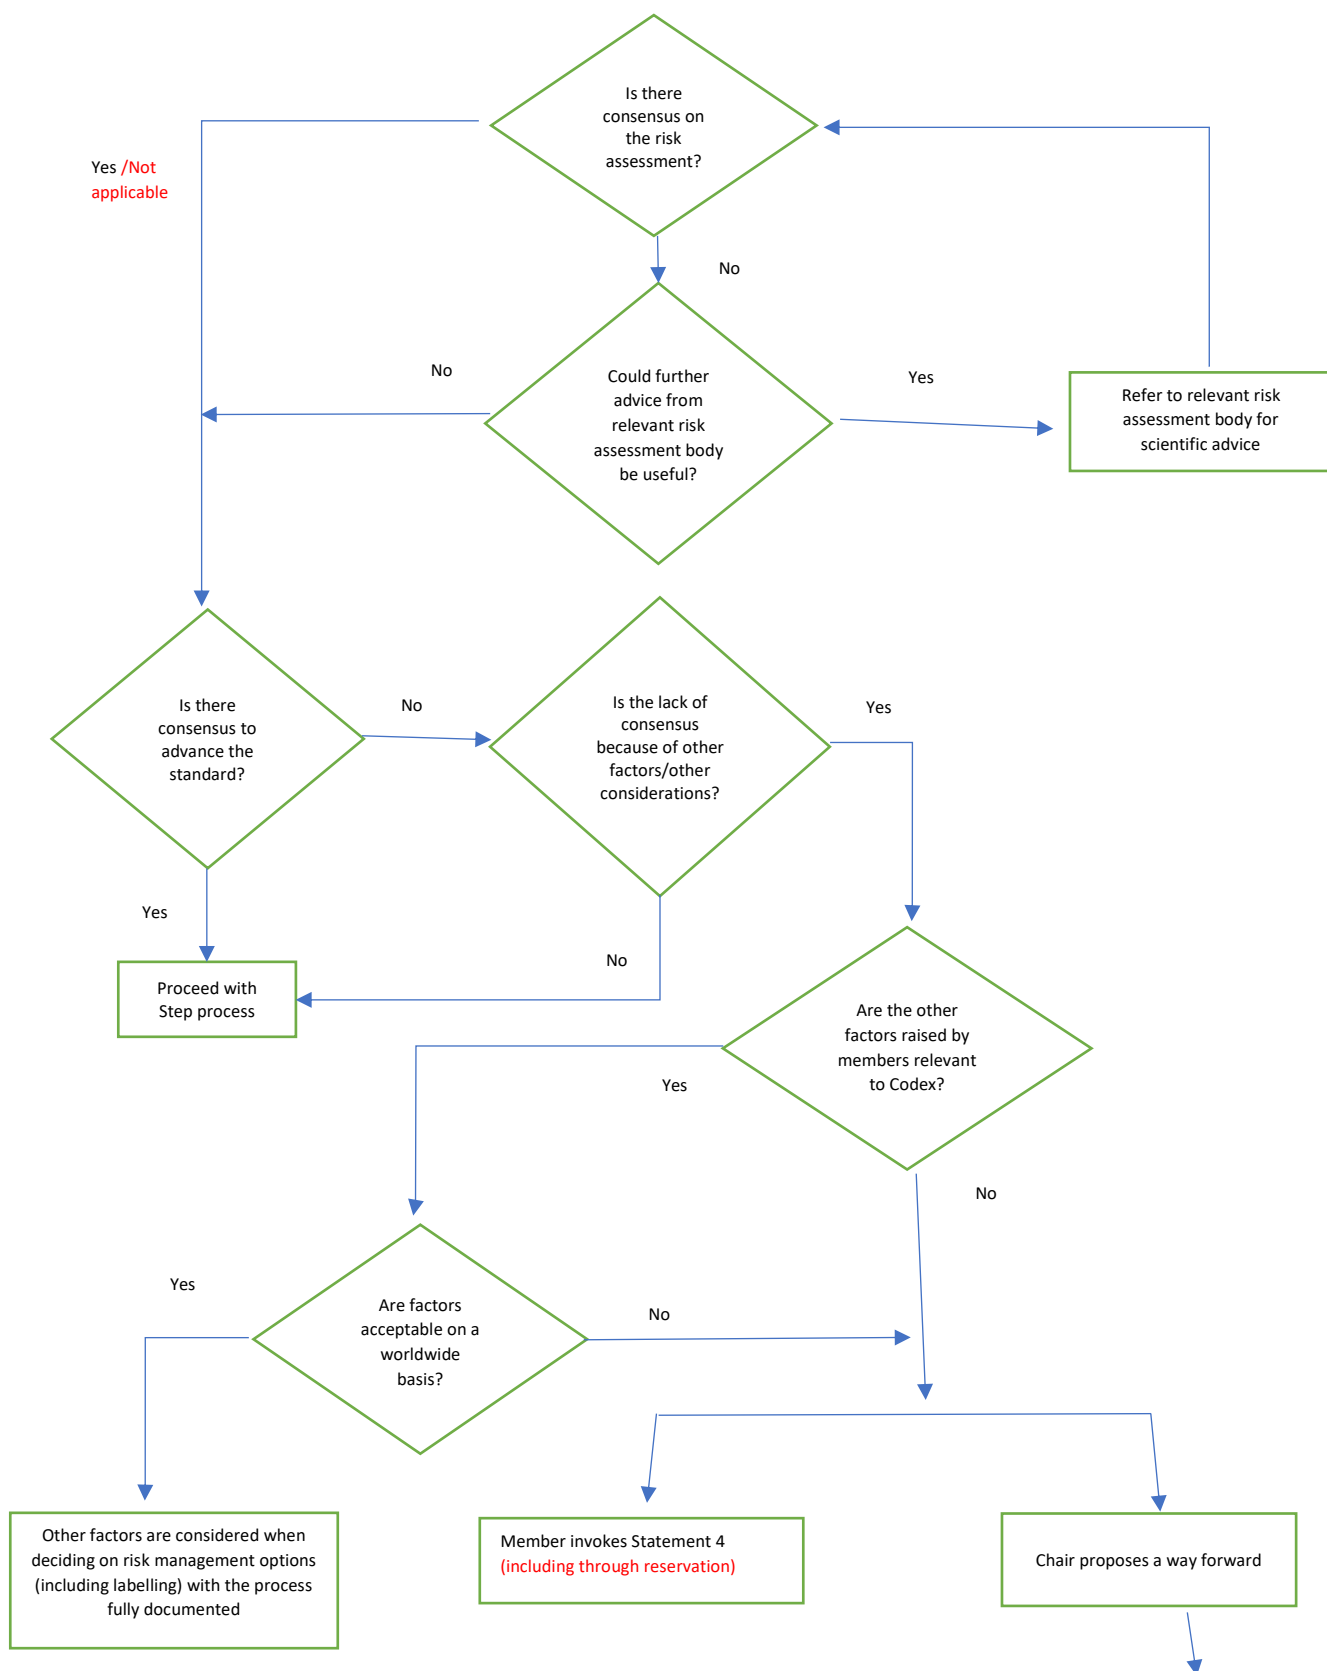 Is there
consensus on
the risk
assessment?
Yes /Not
applicable
No
No
Could further
advice from
relevant risk
assessment body
be useful?
Yes
Refer to relevant risk
assessment body for
scientific advice
Is there
consensus to
advance the
standard?
No
Is the lack of
consensus
because of other
factors/other
considerations?
Yes
Yes
No
Proceed with
Step process
Are the other
factors raised by
members relevant
to Codex?
Yes
No
Yes
Are factors
acceptable on a
worldwide
basis?
No
Other factors are considered when
deciding on risk management options
(including labelling) with the process
fully documented
Member invokes Statement 4
(including through reservation)
Chair proposes a way forward